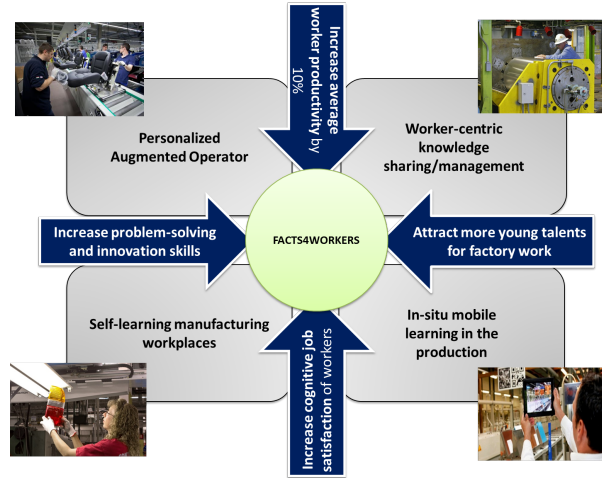 Increase average
worker productivity by
10%
Personalized
Augmented Operator
Worker-centric
knowledge
sharing/management
Increase problem-solving
and innovation skills
FACTS4WORKERS
Attract more young talents
for factory work
Self-learning manufacturing
workplaces
In-situ mobile
learning in the
production
Increase cognitive job
satisfaction of workers